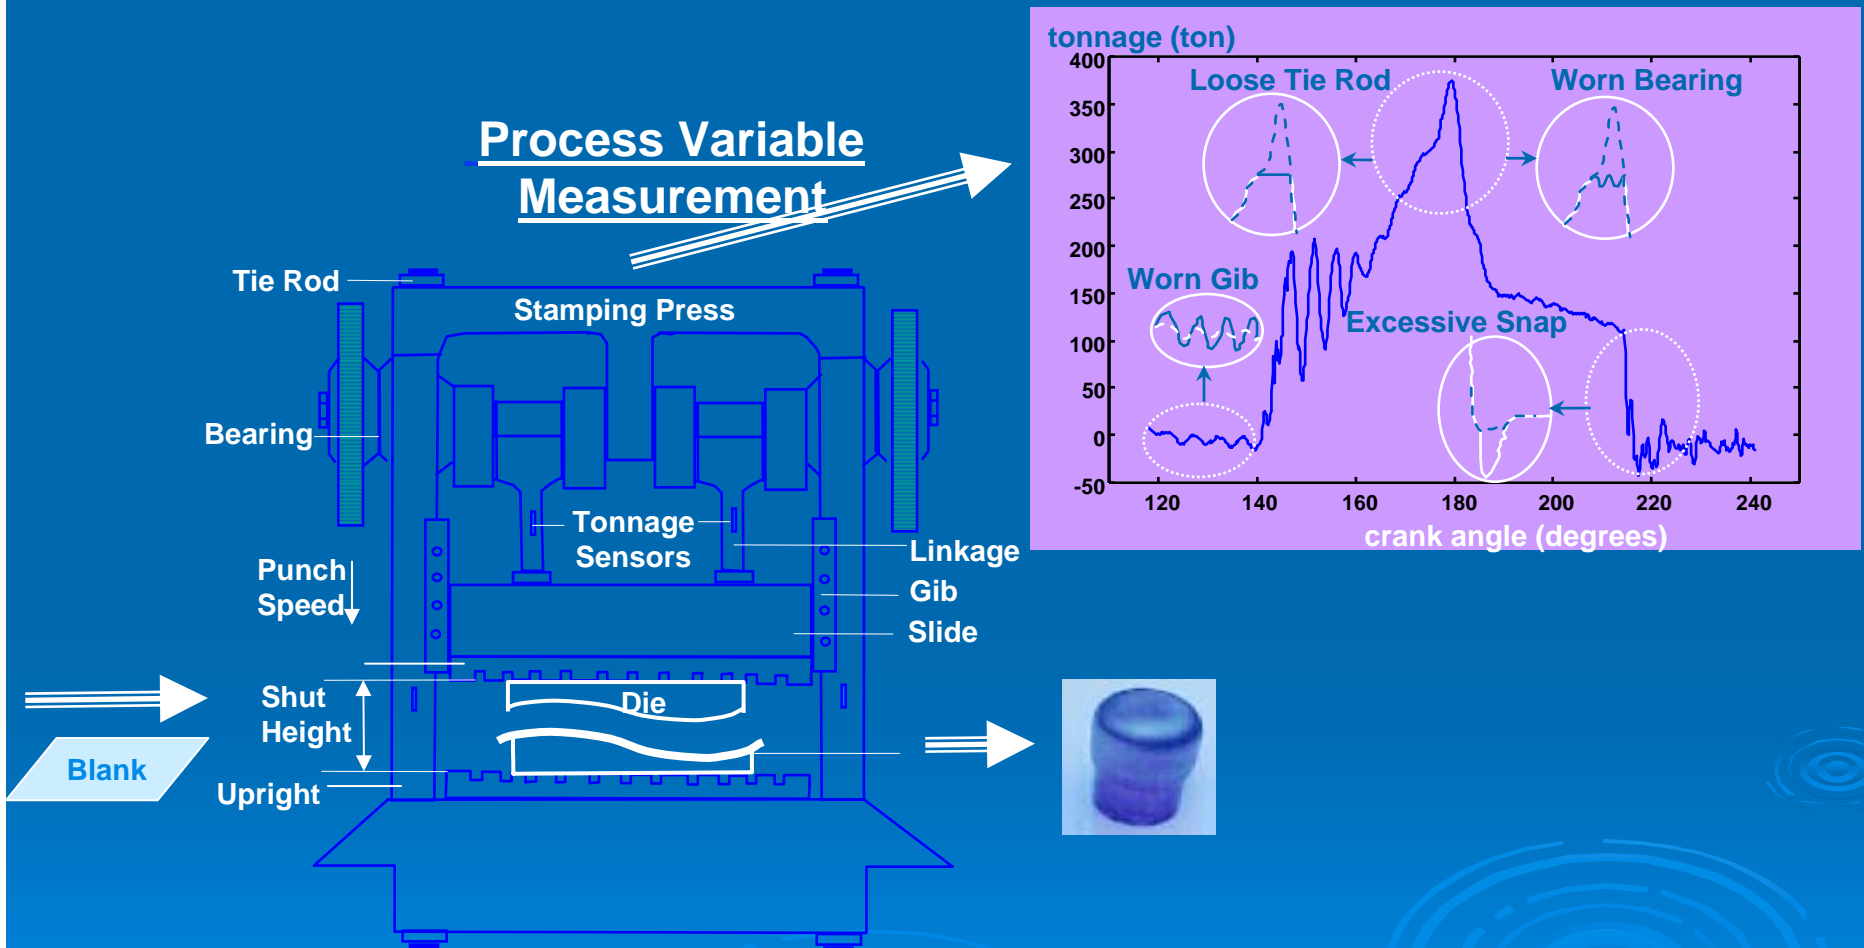 Process Variable
Measurement
Tie Rod
Stamping Press
Bearing
Tonnage
Sensors
Linkage
Punch
Speed
Gib
Slide
Shut
Height
Die
Blank
Upright
tonnage (ton)
400
350
300
250
200
150
100
50
0
-50
Loose Tie Rod
Worn Bearing
Worn Gib
Excessive Snap
120 140 160 180 200 220 240
crank angle (degrees)